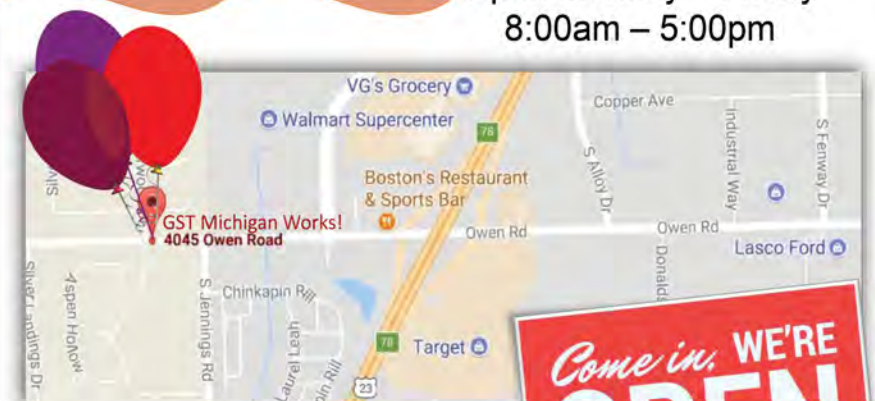 8:00am – 5:00pm
VG's Grocery
Walmart Supercenter
78
Copper Ave
Industrial Way
S Fenway Dr
S Alloy Dr
Boston's Restaurant
& Sports Bar
GST Michigan Works!
4045 Owen Road
Owen Rd
Owen Rd
Lasco Ford
Silver Landings Dr
Aspen Hollow
S Jennings Rd
Chinkapin Rill
Laurel Leah
78
Target
23
Come in, WE'RE
OPEN